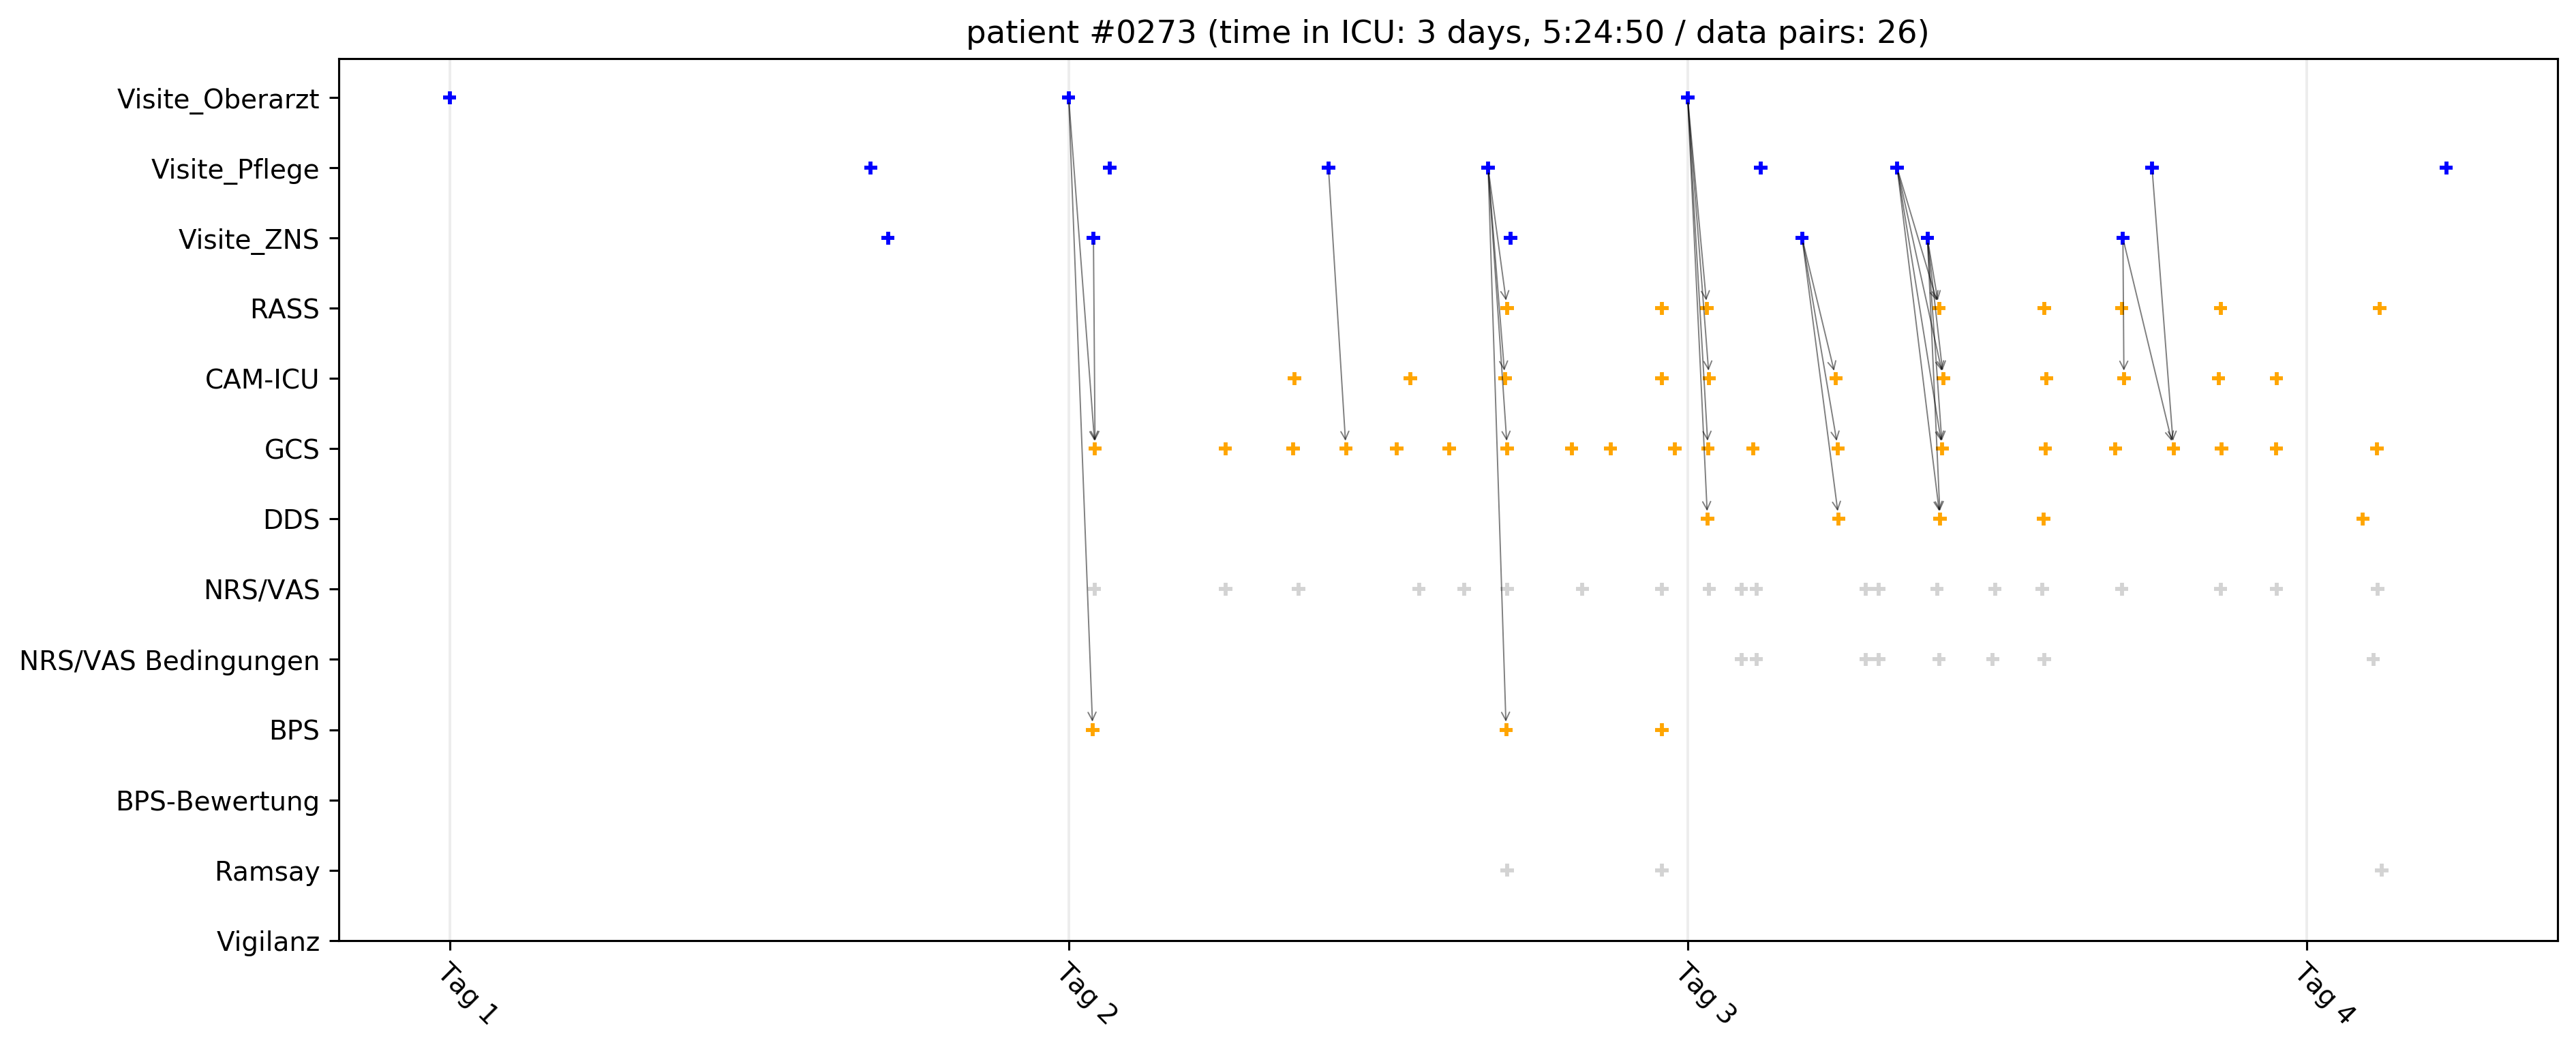 patient #0273 (time in ICU: 3 days, 5:24:50 / data pairs: 26)
Visite_Oberarzt
Visite_Pflege
Visite_ZNS
RASS
CAM-ICU
GCS
DDS
NRS/VAS
NRS/VAS Bedingungen
BPS
BPS-Bewertung
Ramsay
Vigilanz
Tag 1
Tag 2
Tag 3
Tag 4